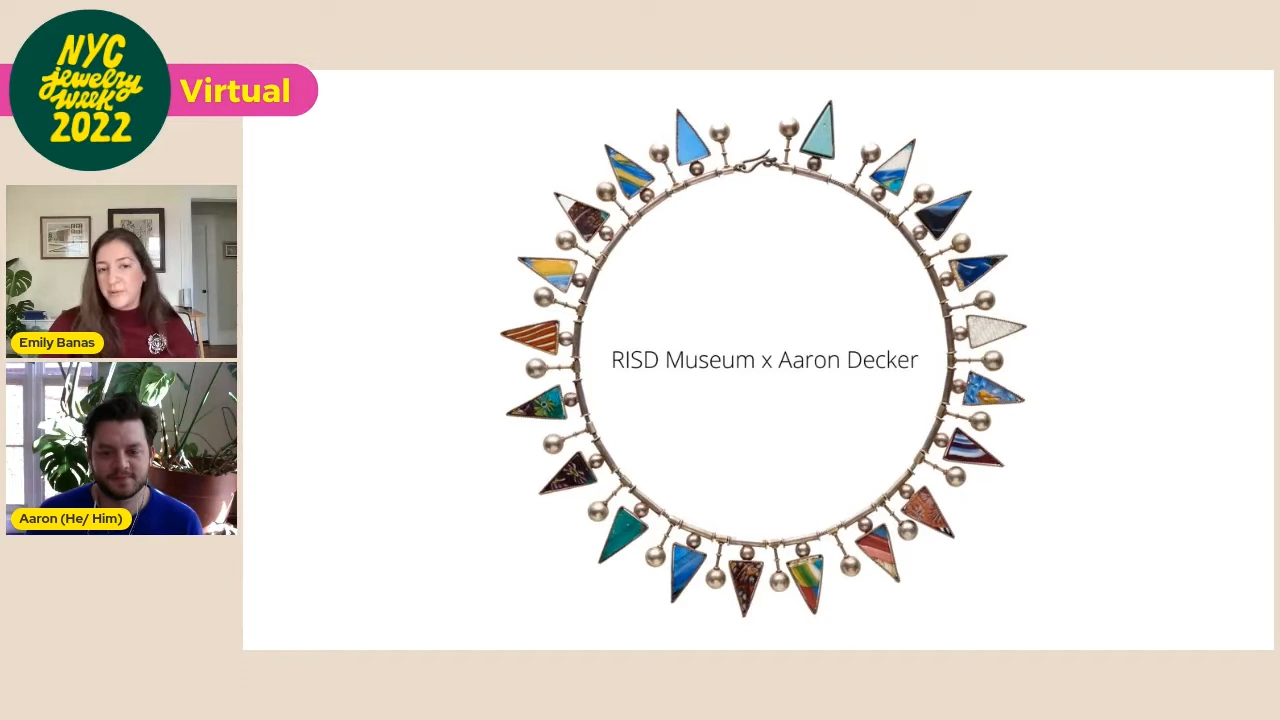 NYC
jewelry
week
2022
Virtual
Emily Banas
Aaron (He/ Him)
RISD Museum x Aaron Decker